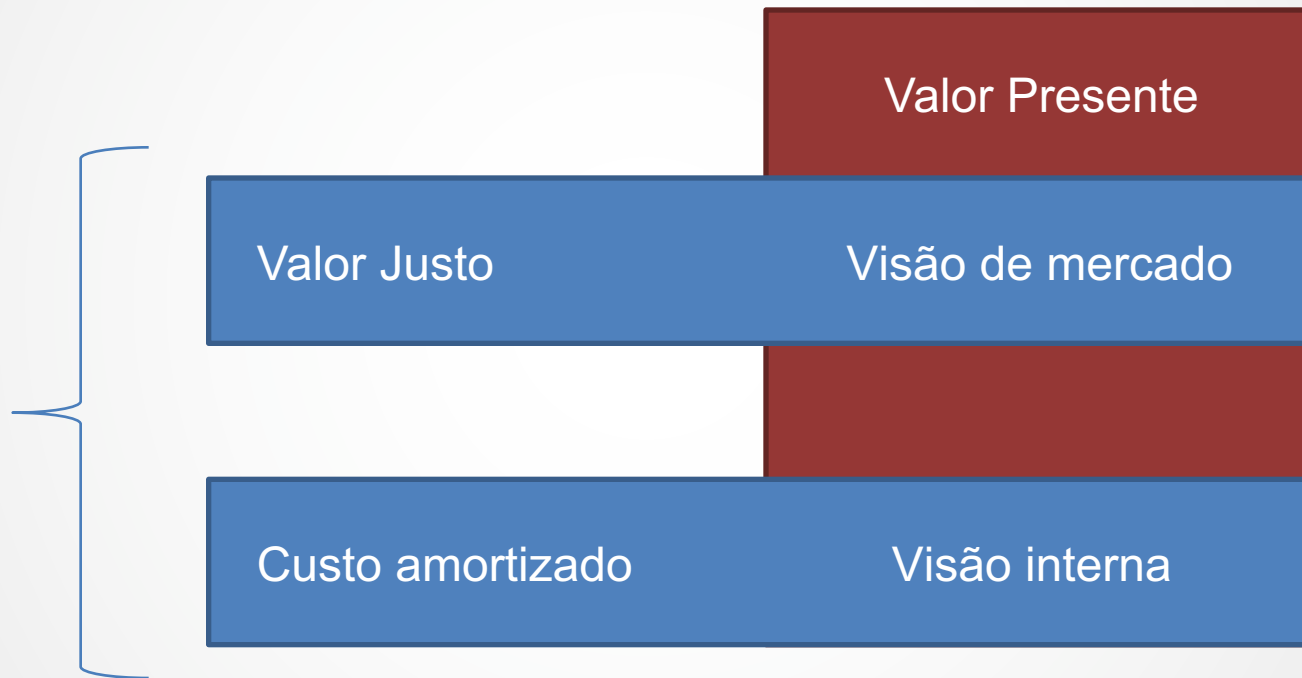 Valor Presente
Valor Justo Visão de mercado
Custo amortizado Visão interna